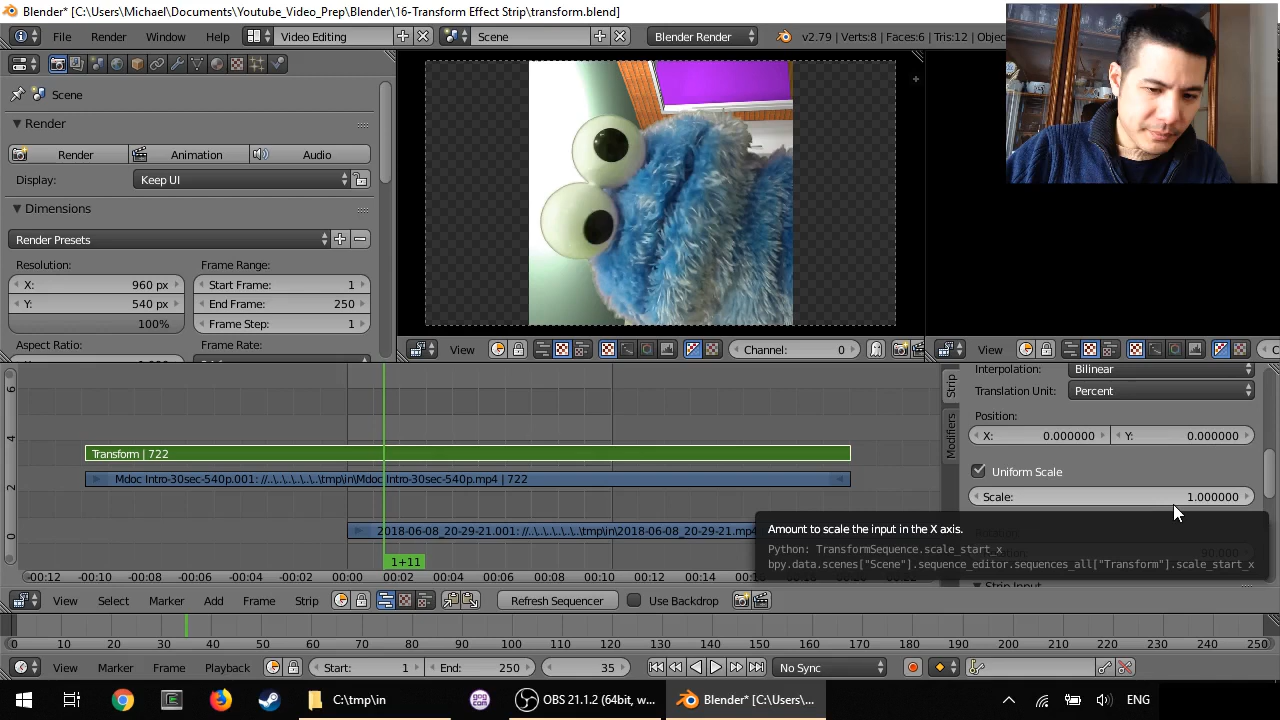 Blender* [C:\Users\Michael\Documents\Youtube_Video_Prep\Blender\16-Transform Effect Strip\transform.blend]
File Render Window Help Video Editing Scene Blender Render v2.79 | Verts:8 | Faces:6 | Tris:12 | Objec
Scene
Render
Render Animation Audio
Display: Keep UI
Dimensions
Render Presets
Resolution: Frame Range:
X: 960 px Start Frame: 1
Y: 540 px End Frame: 250
100% Frame Step: 1
Aspect Ratio: Frame Rate:
View Channel: 0 View
6
4
2
0
Transform | 722
Mdoc Intro-30sec-540p.001: //..\..\..\..\..\..\tmp\in\Mdoc Intro-30sec-540p.mp4 | 722
2018-06-08_20-29-21.001: //..\..\..\..\..\..\tmp\in\2018-06-08_20-29-21.mp4
1+11
-00:12 -00:10 -00:08 -00:06 -00:04 -00:02 00:00 00:02 00:04 00:06 00:08 00:10 00:12 00:14
Strip
Modifiers
Interpolation: Bilinear
Translation Unit: Percent
Position:
X: 0.000000 Y: 0.000000
Uniform Scale
Scale: 1.000000
Amount to scale the input in the X axis.
Python: TransformSequence.scale_start_x
bpy.data.scenes["Scene"].sequence_editor.sequences_all["Transform"].scale_start_x
View Select Marker Add Frame Strip Refresh Sequencer Use Backdrop
0 10 20 30 40 50 60 70 80 90 100 110 120 130 140 150 160 170 180 190 200 210 220 230 240 250
View Marker Frame Playback Start: 1 End: 250 35 No Sync
C:\tmp\in OBS 21.1.2 (64bit, w... Blender* [C:\Users\... ENG